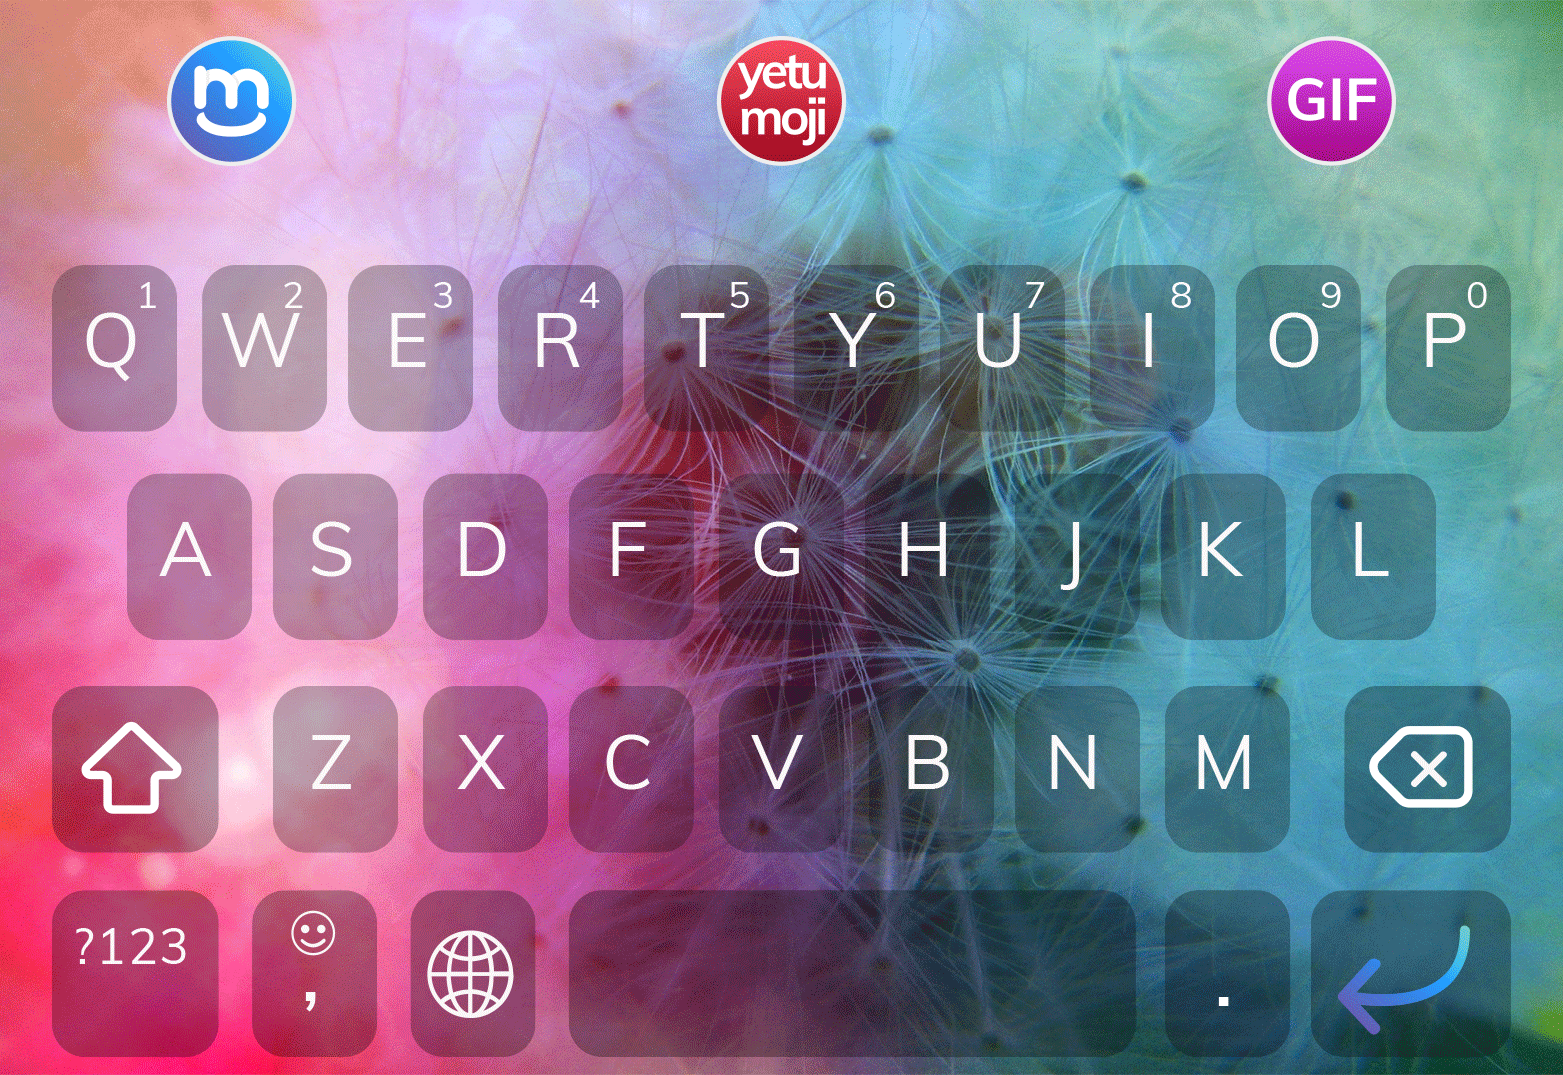 m
yetu
moji
GIF
1 2 3 4 5 6 7 8 9 0
Q W E R T Y U I O P
A S D F G H J K L
Z X C V B N M
?123 , .